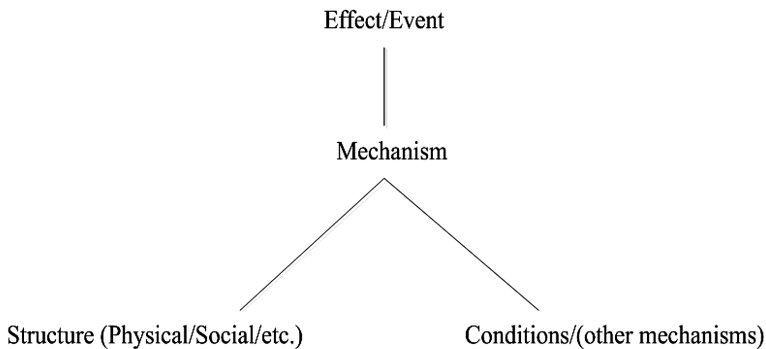 Effect/Event
Mechanism
Structure (Physical/Social/etc.)
Conditions/(other mechanisms)